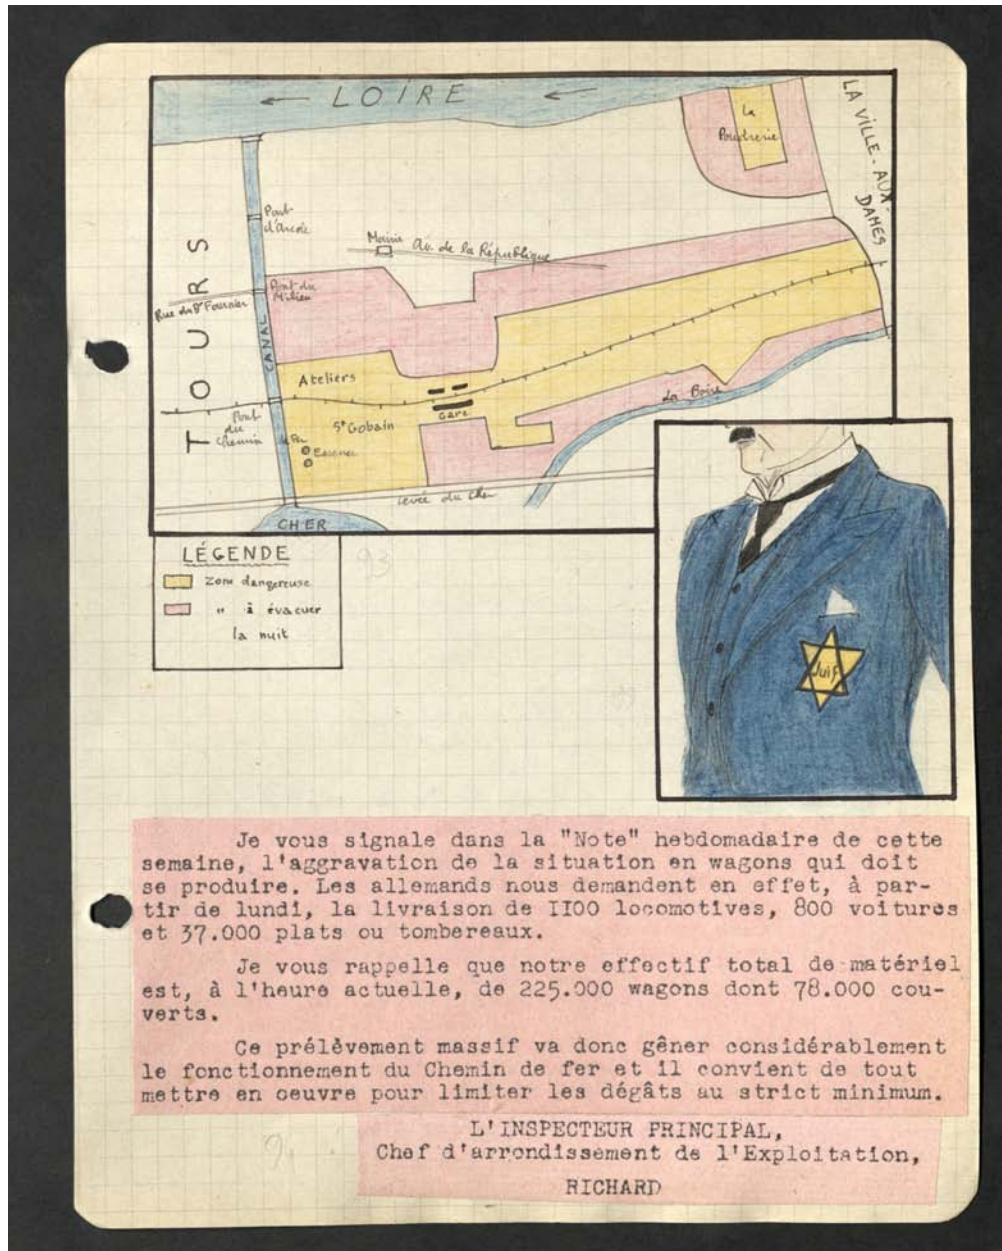 ← LOIRE ←
La
Poudrerie
LA VILLE-AUX-
DAMES
Pont
d'Arcole
Mairie
Av. de la République
TOURS
Rue du Dr Fournier
Pont du
Milieu
CANAL
Ateliers
Pont
du
Chemin
de Fer
St Gobain
Gare
La Boire
Essence
Levée du Cher
CHER
LÉGENDE
Zone dangereuse
" à évacuer
la nuit
93
Juif
Je vous signale dans la "Note" hebdomadaire de cette
semaine, l'aggravation de la situation en wagons qui doit
se produire. Les allemands nous demandent en effet, à par-
tir de lundi, la livraison de II00 locomotives, 800 voitures
et 37.000 plats ou tombereaux.
Je vous rappelle que notre effectif total de matériel
est, à l'heure actuelle, de 225.000 wagons dont 78.000 cou-
verts.
Ce prélèvement massif va donc gêner considérablement
le fonctionnement du Chemin de fer et il convient de tout
mettre en oeuvre pour limiter les dégâts au strict minimum.
L'INSPECTEUR PRINCIPAL,
Chef d'arrondissement de l'Exploitation,
RICHARD